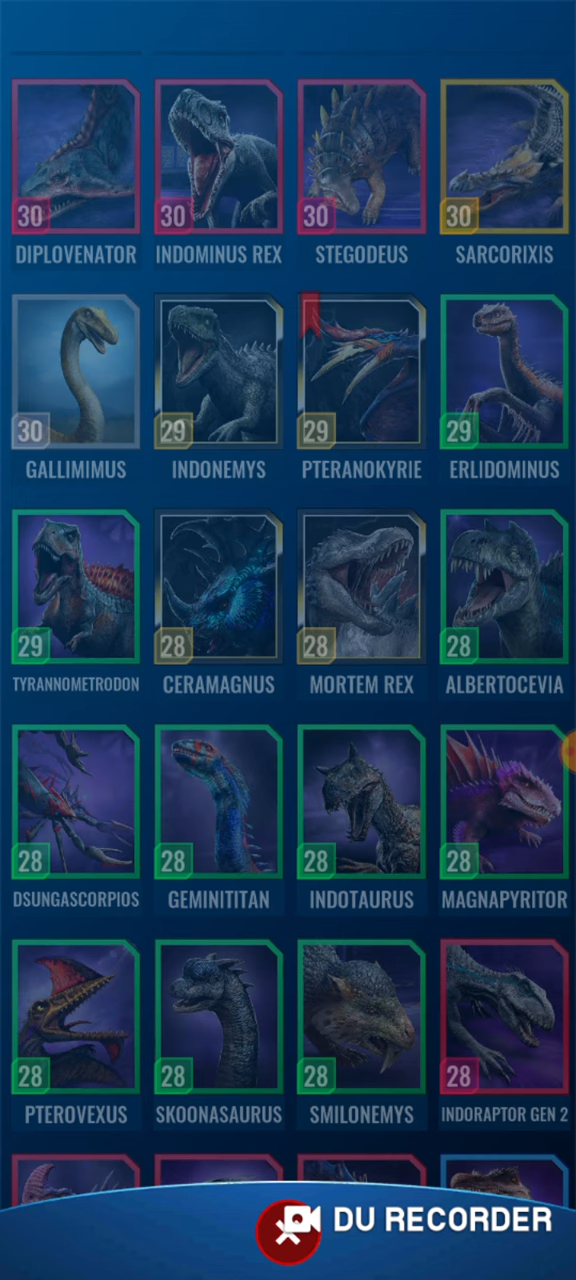 30 30 30 30
DIPLOVENATOR INDOMINUS REX STEGODEUS SARCORIXIS
30 29 29 29
GALLIMIMUS INDONEMYS PTERANOKYRIE ERLIDOMINUS
29 28 28 28
TYRANNOMETRODON CERAMAGNUS MORTEM REX ALBERTOCEVIA
28 28 28 28
DSUNGASCORPIOS GEMINITITAN INDOTAURUS MAGNAPYRITOR
28 28 28 28
PTEROVEXUS SKOONASAURUS SMILONEMYS INDORAPTOR GEN 2
DU RECORDER